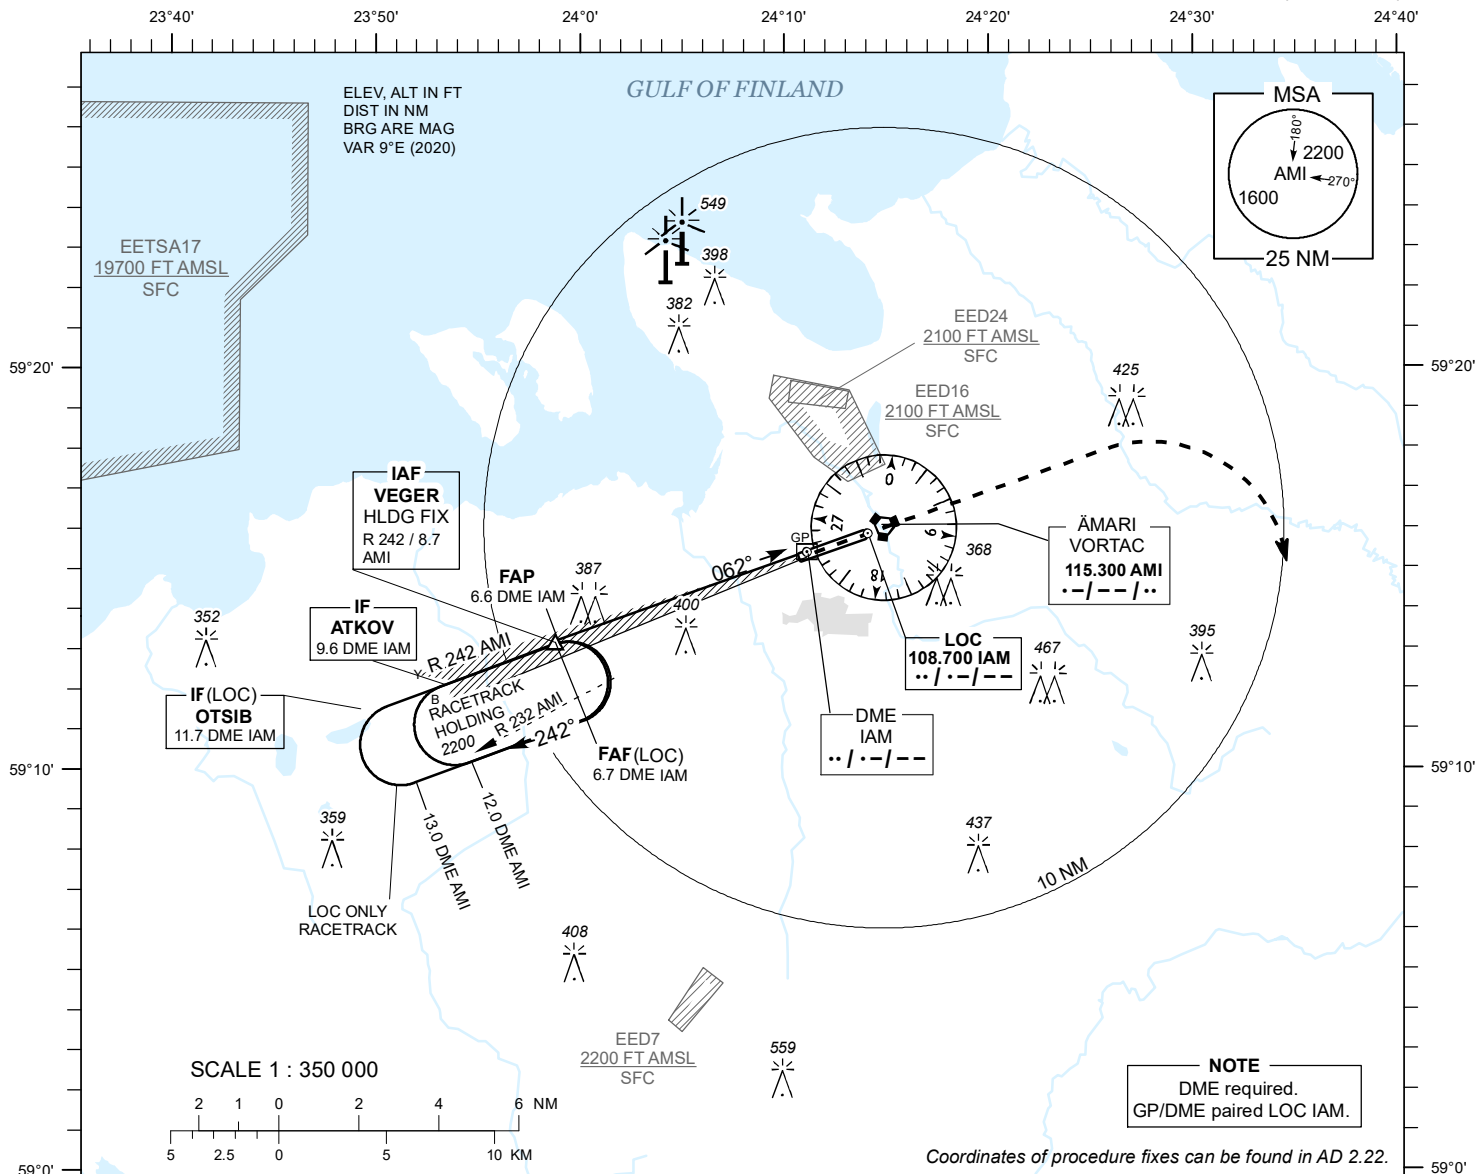 23°40'
23°50'
24°0'
24°10'
24°20'
24°30'
24°40'
ELEV, ALT IN FT
DIST IN NM
BRG ARE MAG
VAR 9°E (2020)
GULF OF FINLAND
MSA
180°
2200
AMI
270°
1600
25 NM
EETSA17
19700 FT AMSL
SFC
549
398
382
EED24
2100 FT AMSL
SFC
EED16
2100 FT AMSL
SFC
425
59°20'
59°20'
IAF
VEGER
HLDG FIX
R 242 / 8.7
AMI
0
27
9
18
GP
ÄMARI
VORTAC
115.300 AMI
·–/––/··
368
062°
387
FAP
6.6 DME IAM
400
IF
ATKOV
9.6 DME IAM
352
395
LOC
108.700 IAM
··/·–/––
467
R 242 AMI
IF(LOC)
OTSIB
11.7 DME IAM
B
RACETRACK
HOLDING
2200
R 232 AMI
242°
DME
IAM
··/·–/––
FAF(LOC)
6.7 DME IAM
59°10'
59°10'
12.0 DME AMI
13.0 DME AMI
359
437
10 NM
LOC ONLY
RACETRACK
408
EED7
2200 FT AMSL
SFC
559
SCALE 1 : 350 000
2 1 0 2 4 6 NM
5 2.5 0 5 10 KM
NOTE
DME required.
GP/DME paired LOC IAM.
Coordinates of procedure fixes can be found in AD 2.22.
59°0'
59°0'